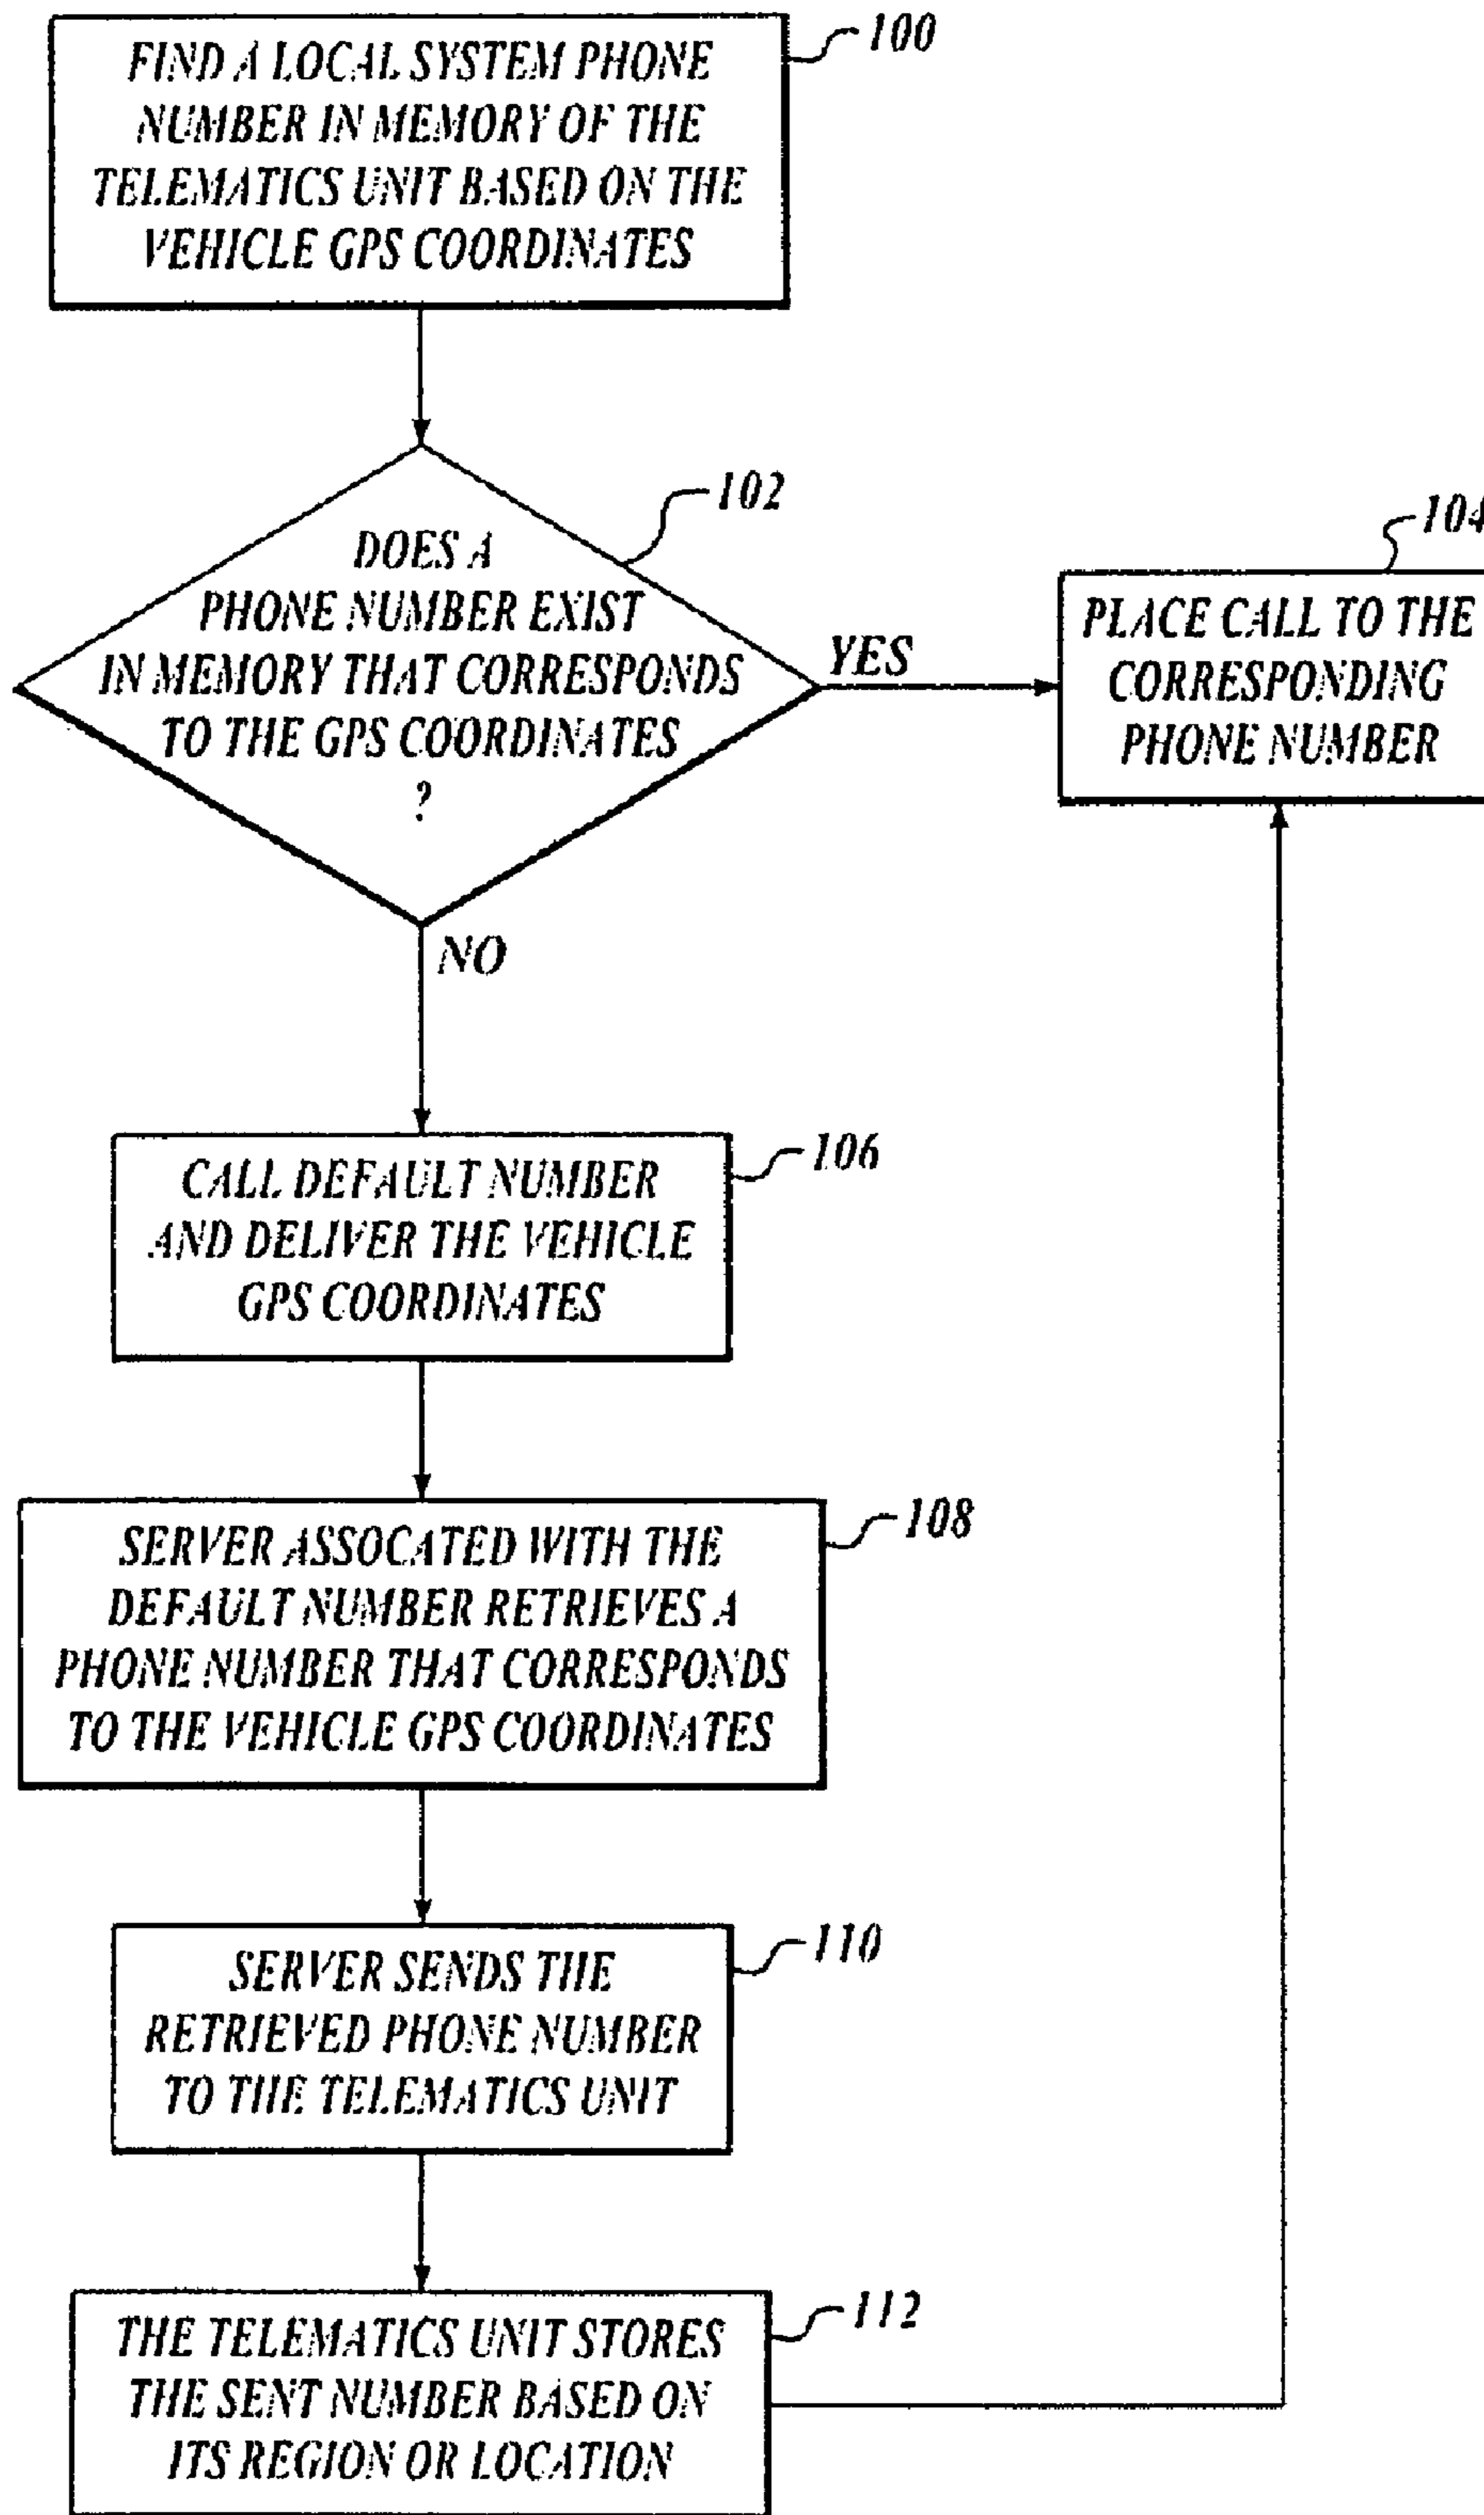 100
FIND A LOCAL SYSTEM PHONE
NUMBER IN MEMORY OF THE
TELEMATICS UNIT BASED ON THE
VEHICLE GPS COORDINATES
102
DOES A
PHONE NUMBER EXIST
IN MEMORY THAT CORRESPONDS
TO THE GPS COORDINATES
?
YES
104
PLACE CALL TO THE
CORRESPONDING
PHONE NUMBER
NO
106
CALL DEFAULT NUMBER
AND DELIVER THE VEHICLE
GPS COORDINATES
108
SERVER ASSOCATED WITH THE
DEFAULT NUMBER RETRIEVES A
PHONE NUMBER THAT CORRESPONDS
TO THE VEHICLE GPS COORDINATES
110
SERVER SENDS THE
RETRIEVED PHONE NUMBER
TO THE TELEMATICS UNIT
112
THE TELEMATICS UNIT STORES
THE SENT NUMBER BASED ON
ITS REGION OR LOCATION